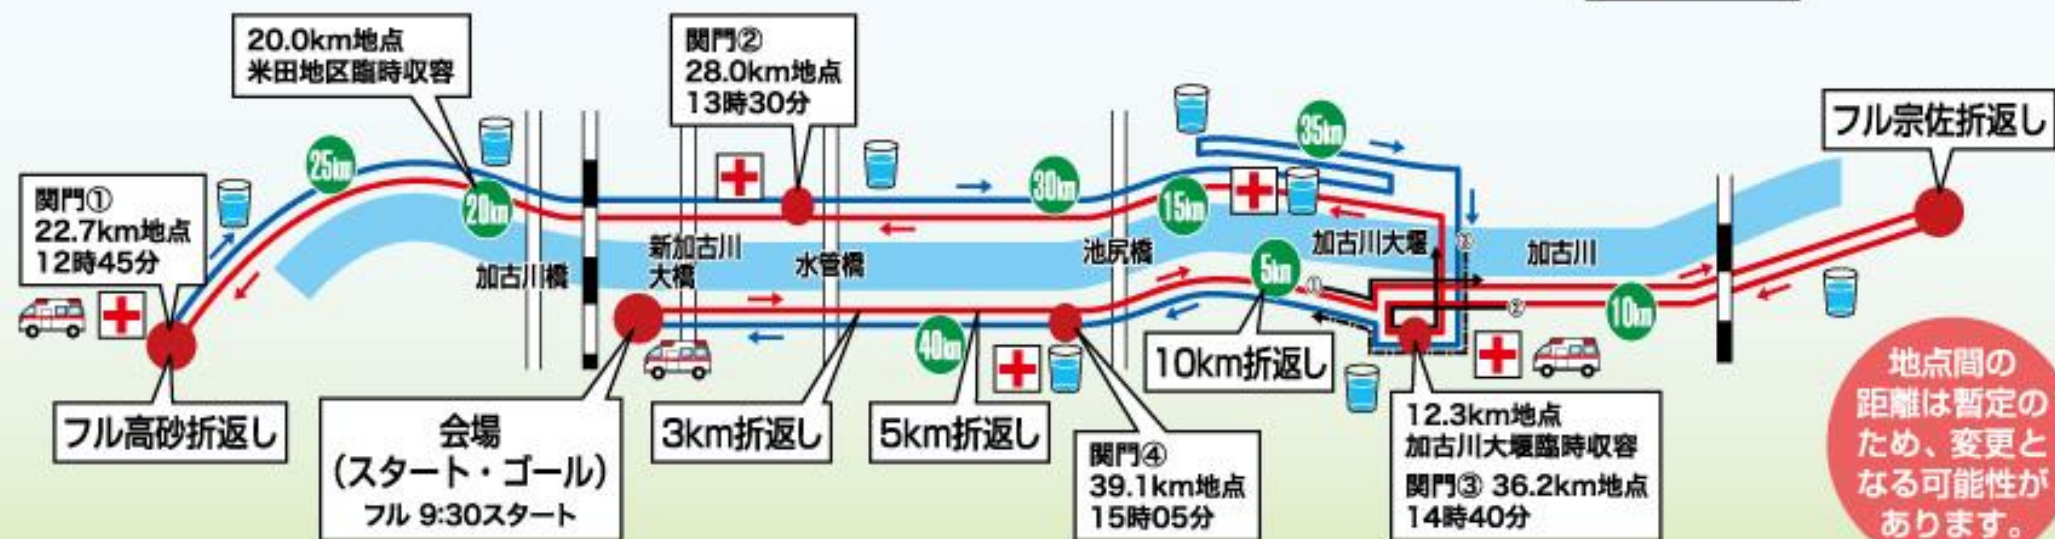 20.0km地点
米田地区臨時収容
関門②
28.0km地点
13時30分
フル宗佐折返し
関門①
22.7km地点
12時45分
25km
20km
30km
15km
35km
5km
10km
40km
加古川橋
新加古川
大橋
水管橋
池尻橋
加古川大堰
加古川
①
②
③
フル高砂折返し
会場
（スタート・ゴール）
フル 9:30スタート
3km折返し
5km折返し
10km折返し
関門④
39.1km地点
15時05分
12.3km地点
加古川大堰臨時収容
関門③ 36.2km地点
14時40分
地点間の
距離は暫定の
ため、変更と
なる可能性が
あります。